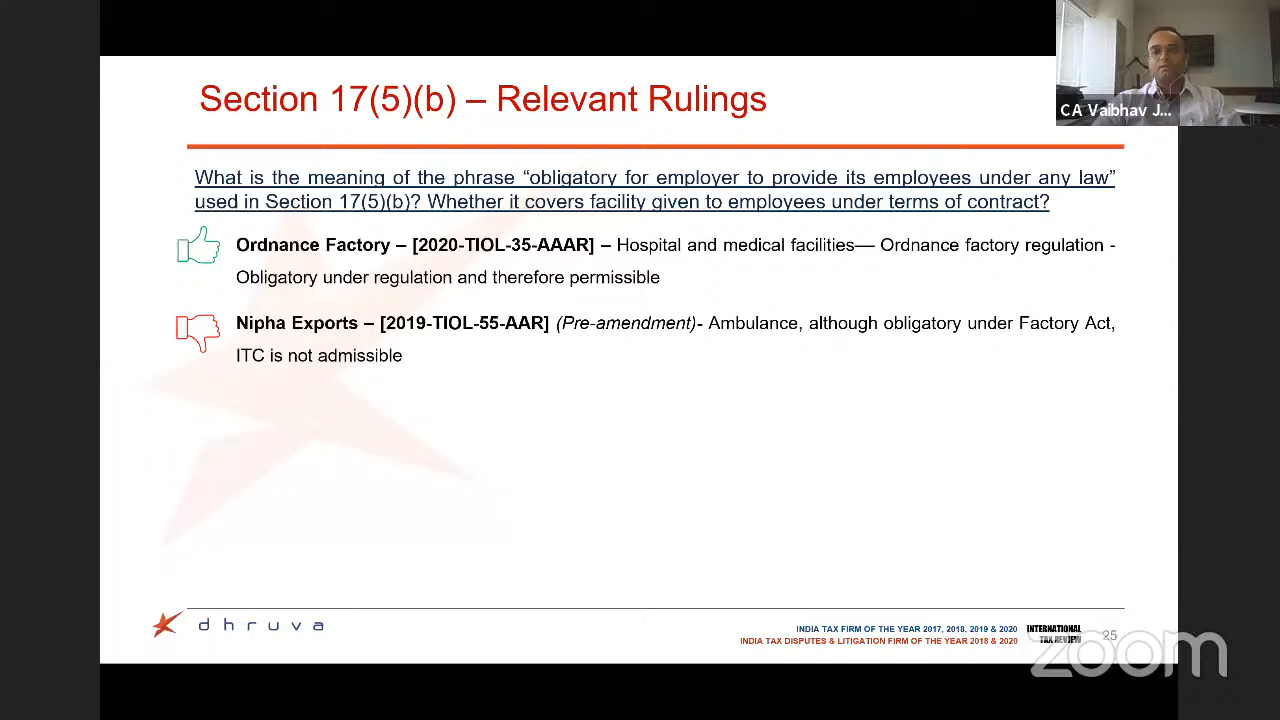 Section 17(5)(b) – Relevant Rulings
CA Vaibhav J...
What is the meaning of the phrase “obligatory for employer to provide its employees under any law”
used in Section 17(5)(b)? Whether it covers facility given to employees under terms of contract?
Ordnance Factory – [2020-TIOL-35-AAAR] – Hospital and medical facilities— Ordnance factory regulation -
Obligatory under regulation and therefore permissible
Nipha Exports – [2019-TIOL-55-AAR] (Pre-amendment)- Ambulance, although obligatory under Factory Act,
ITC is not admissible
dhruva
INDIA TAX FIRM OF THE YEAR 2017, 2018, 2019 & 2020
INDIA TAX DISPUTES & LITIGATION FIRM OF THE YEAR 2018 & 2020
INTERNATIONAL
TAX REVIEW
25
zoom